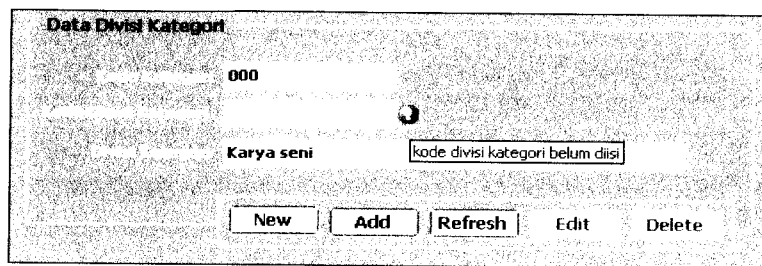 Data Divisi Kategori
000
Karya seni
kode divisi kategori belum diisi
New Add Refresh Edit Delete